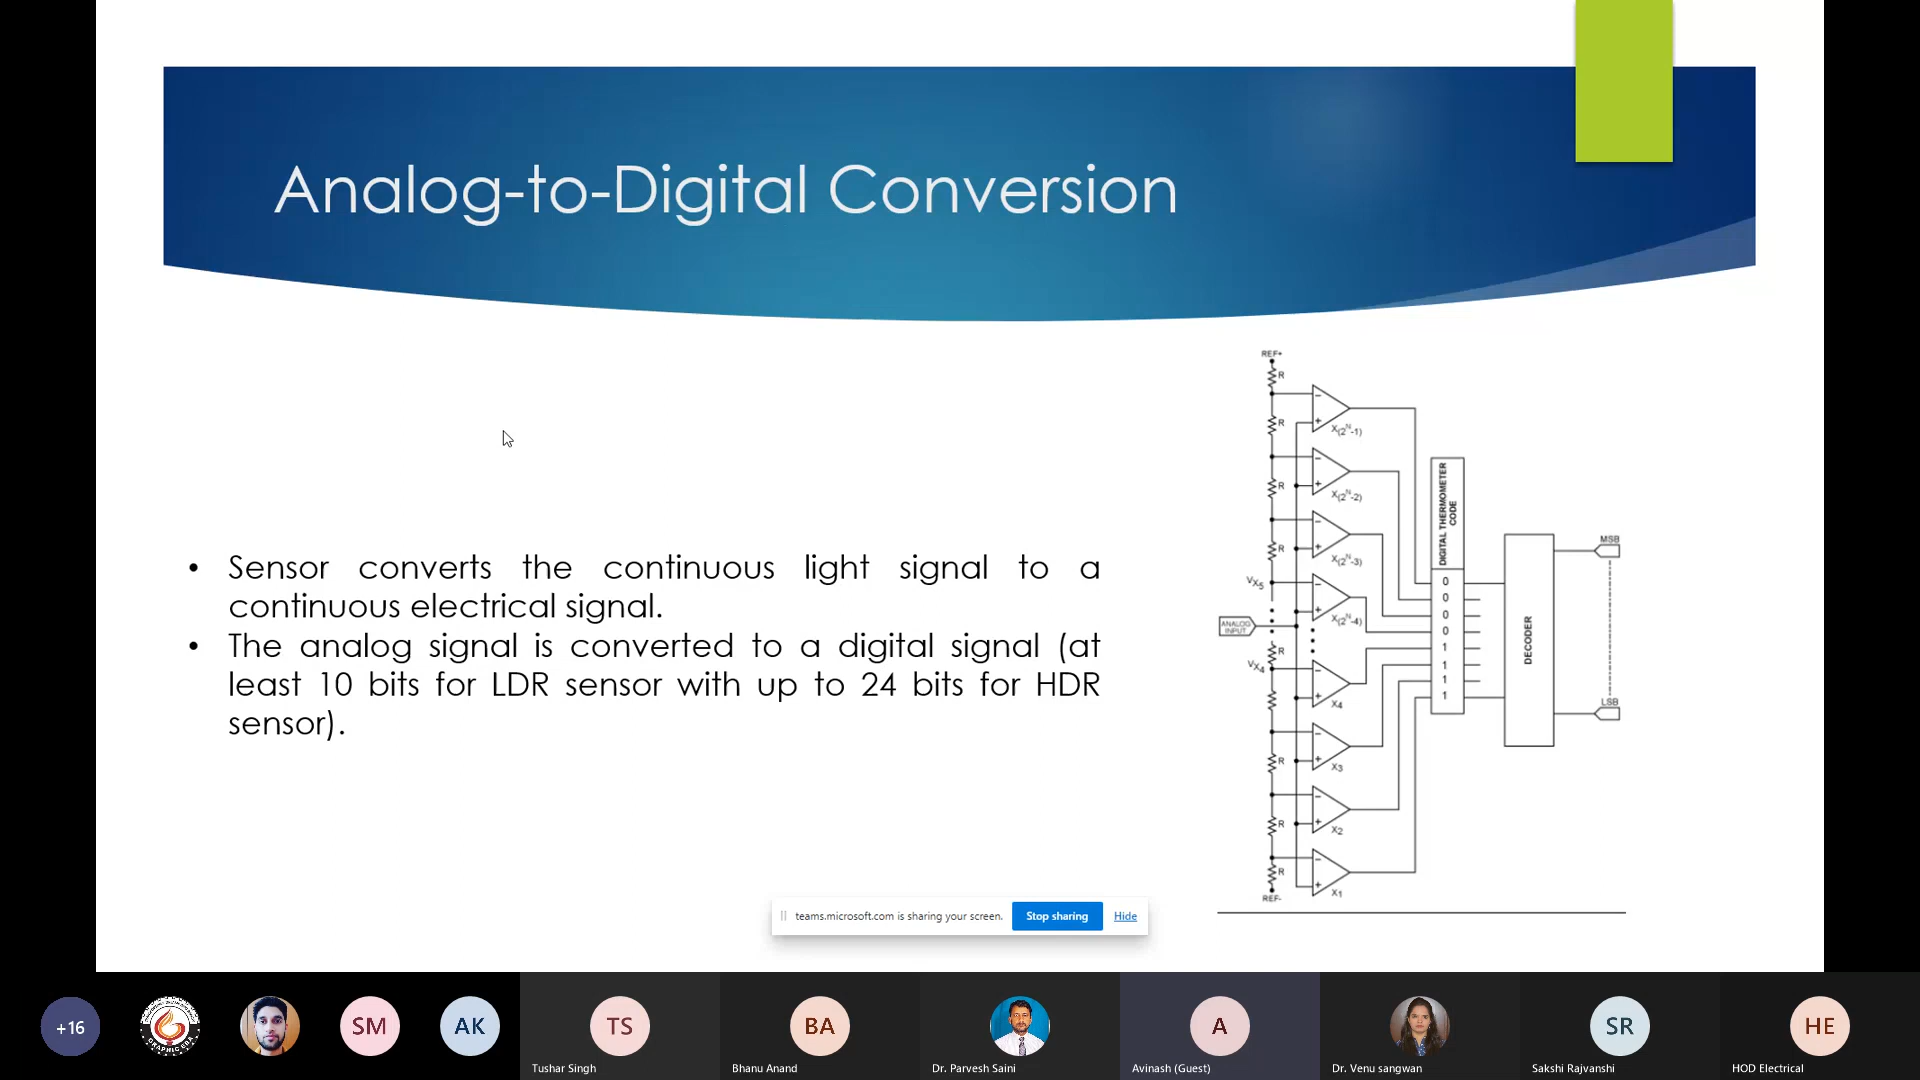 Analog-to-Digital Conversion
• Sensor converts the continuous light signal to a
continuous electrical signal.
• The analog signal is converted to a digital signal (at
least 10 bits for LDR sensor with up to 24 bits for HDR
sensor).
REF+
R
R
X(2^N-1)
R
X(2^N-2)
R
X(2^N-3)
VX5
X(2^N-4)
ANALOG
INPUT
R
VX4
X4
R
X3
R
X2
R
X1
REF-
DIGITAL THERMOMETER
CODE
0
0
0
0
1
1
1
1
DECODER
MSB
LSB
teams.microsoft.com is sharing your screen.
Stop sharing
Hide
+16
GRAPHIC ERA
SM
AK
TS
BA
A
SR
HE
Tushar Singh
Bhanu Anand
Dr. Parvesh Saini
Avinash (Guest)
Dr. Venu sangwan
Sakshi Rajvanshi
HOD Electrical